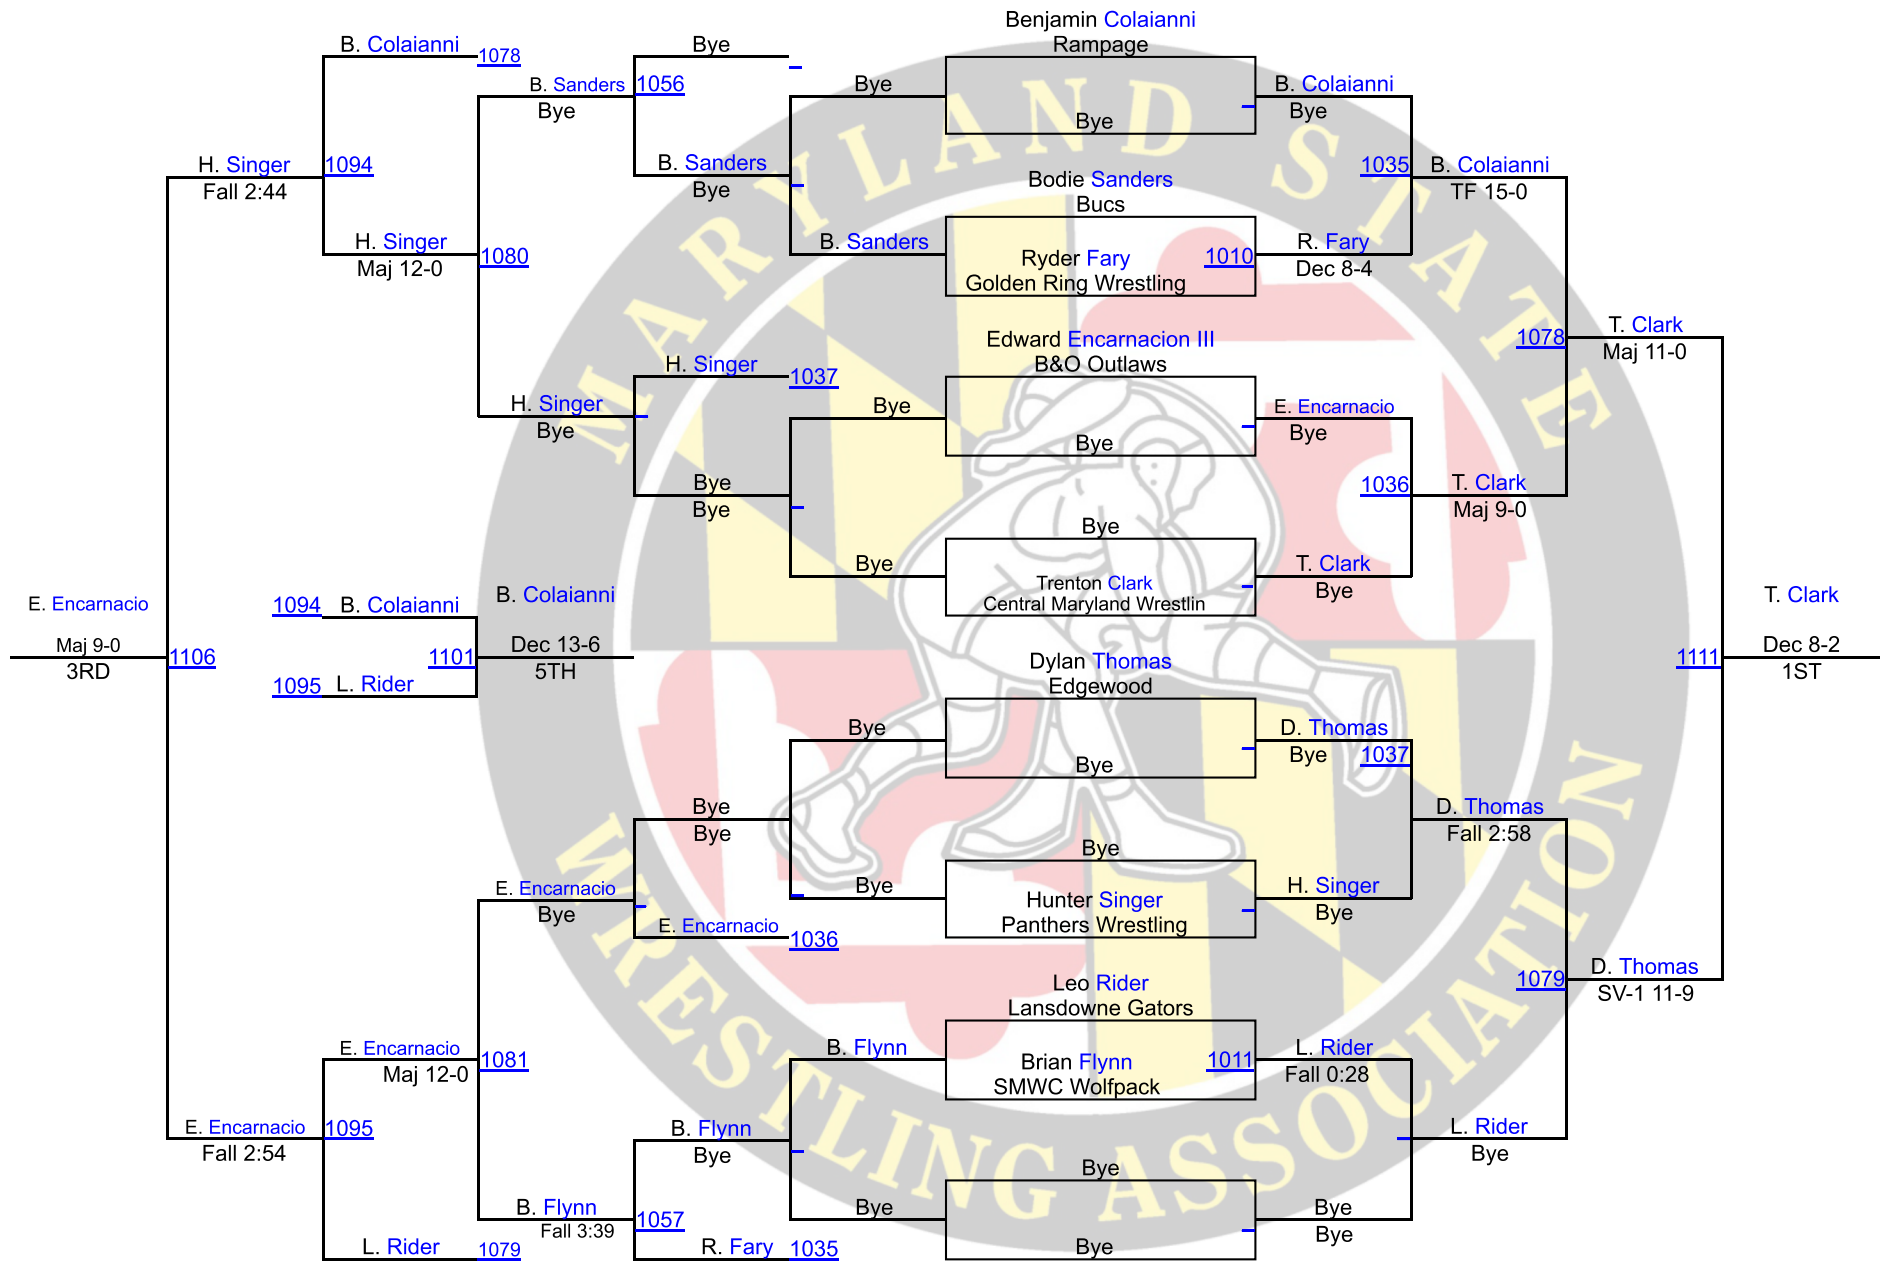 Benjamin Colaianni
Rampage
B. Colaianni
1078
Bye
B. Sanders
1056
Bye
Bye
Bye
B. Colaianni
Bye
H. Singer
1094
Fall 2:44
B. Sanders
Bye
Bodie Sanders
Bucs
1035
B. Colaianni
TF 15-0
H. Singer
1080
Maj 12-0
B. Sanders
Ryder Fary
1010
Golden Ring Wrestling
R. Fary
Dec 8-4
Edward Encarnacion III
B&O Outlaws
1078
T. Clark
Maj 11-0
H. Singer
1037
H. Singer
Bye
Bye
Bye
E. Encarnacio
Bye
Bye
Bye
1036
T. Clark
Maj 9-0
Bye
Bye
Trenton Clark
Central Maryland Wrestlin
T. Clark
Bye
E. Encarnacio
Maj 9-0
3RD
1106
1094
B. Colaianni
1101
1095
L. Rider
B. Colaianni
Dec 13-6
5TH
T. Clark
1111
Dec 8-2
1ST
Dylan Thomas
Edgewood
Bye
Bye
D. Thomas
Bye
1037
Bye
Bye
D. Thomas
Fall 2:58
Bye
Bye
Hunter Singer
Panthers Wrestling
H. Singer
Bye
E. Encarnacio
Bye
E. Encarnacio
1036
Leo Rider
Lansdowne Gators
1079
D. Thomas
SV-1 11-9
E. Encarnacio
1081
Maj 12-0
B. Flynn
Brian Flynn
1011
SMWC Wolfpack
L. Rider
Fall 0:28
E. Encarnacio
1095
Fall 2:54
B. Flynn
Bye
L. Rider
Bye
Bye
B. Flynn
1057
Fall 3:39
Bye
Bye
Bye
Bye
L. Rider
1079
R. Fary
1035
MARYLAND STATE
WRESTLING ASSOCIATION